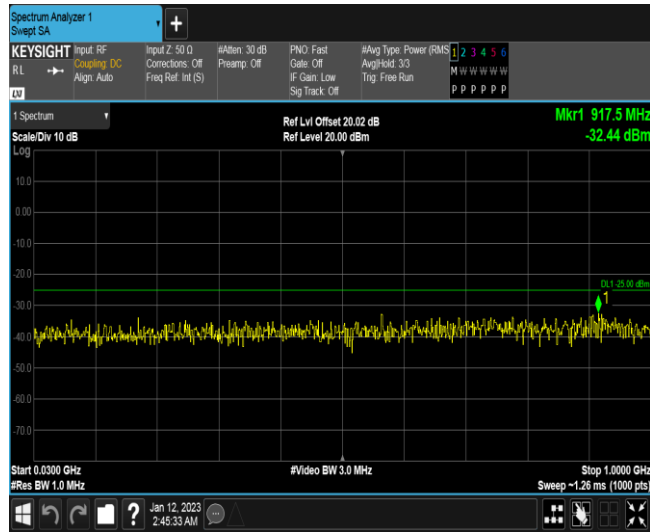 Spectrum Analyzer 1
Swept SA
KEYSIGHT
RL
LXI
Input: RF
Coupling: DC
Align: Auto
Input Z: 50 Ω
Corrections: Off
Freq Ref: Int (S)
#Atten: 30 dB
Preamp: Off
PNO: Fast
Gate: Off
IF Gain: Low
Sig Track: Off
#Avg Type: Power (RMS
Avg|Hold: 3/3
Trig: Free Run
1 2 3 4 5 6
M W W W W W
P P P P P P
1 Spectrum
Scale/Div 10 dB
Log
Ref Lvl Offset 20.02 dB
Ref Level 20.00 dBm
Mkr1 917.5 MHz
-32.44 dBm
10.0
0.00
-10.0
-20.0
DL1 -25.00 dBm
1
-30.0
-40.0
-50.0
-60.0
-70.0
Start 0.0300 GHz
#Video BW 3.0 MHz
Stop 1.0000 GHz
#Res BW 1.0 MHz
Sweep ~1.26 ms (1000 pts)
?
Jan 12, 2023
2:45:33 AM